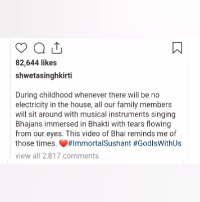 82,644 likes
shwetasinghkirti
During childhood whenever there will be no
electricity in the house, all our family members
will sit around with musical instruments singing
Bhajans immersed in Bhakti with tears flowing
from our eyes. This video of Bhai reminds me of
those times. ❤️#ImmortalSushant #GodIsWithUs
view all 2.817 comments